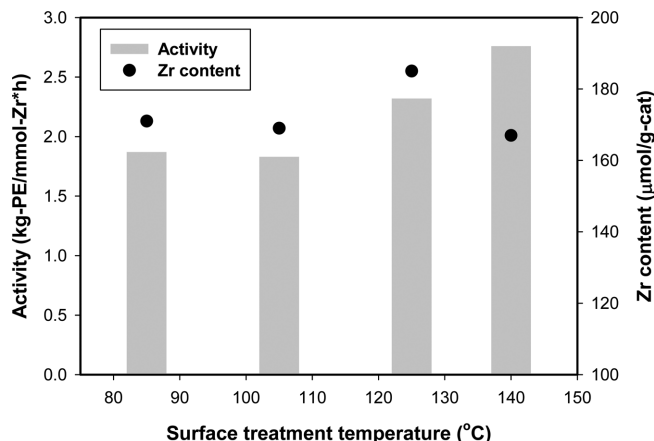 3.0
2.5
2.0
1.5
1.0
0.5
0.0
Activity (kg-PE/mmol-Zr*h)
Activity
Zr content
200
180
160
140
120
100
Zr content (μmol/g-cat)
80 90 100 110 120 130 140 150
Surface treatment temperature (°C)